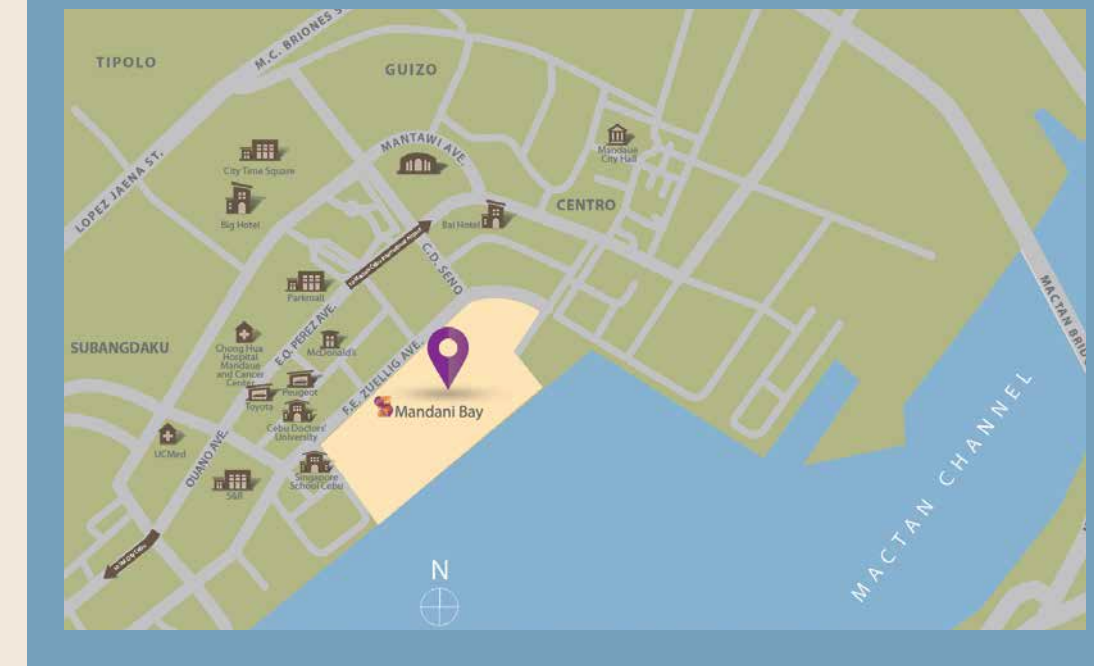 TIPOLO
M.C. BRIONES S
GUIZO
LOPEZ JAENA ST.
City Time Square
Big Hotel
MANTAWI AVE.
Mandaue
City Hall
CENTRO
Bai Hotel
C.D. SENO
Parkmall
E.O. PEREZ AVE.
SUBANGDAKU
Chong Hua
Hospital
Mandaue
and Cancer
Center
McDonald's
Peugeot
Toyota
F.E. ZUELLIG AVE.
Mandani Bay
Cebu Doctors'
University
UCMed
OUANO AVE.
S&R
Singapore
School Cebu
MACTAN BRID
MACTAN CHANNEL
N